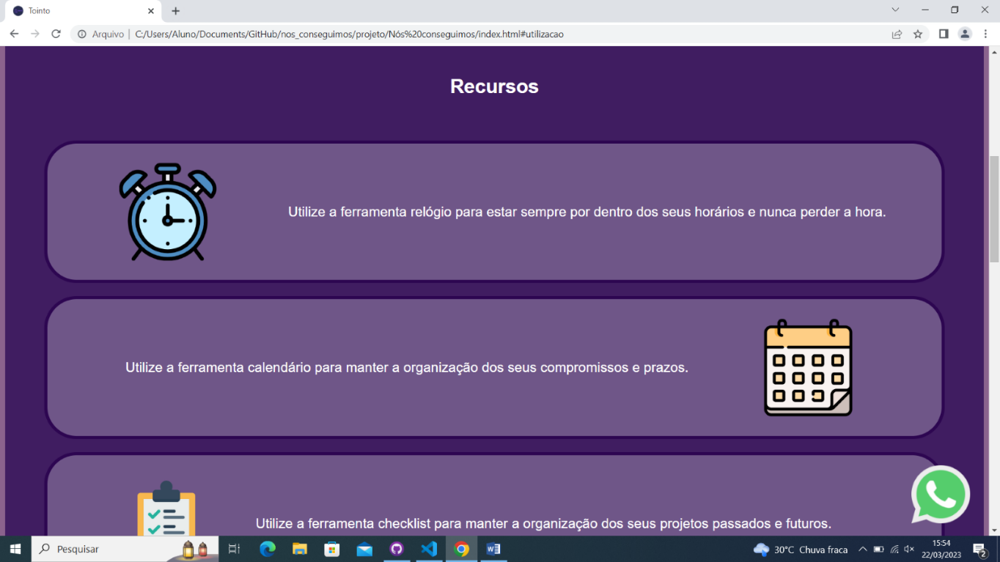 Tointo
Arquivo | C:/Users/Aluno/Documents/GitHub/nos_conseguimos/projeto/Nós%20conseguimos/index.html#utilizacao
Recursos
Utilize a ferramenta relógio para estar sempre por dentro dos seus horários e nunca perder a hora.
Utilize a ferramenta calendário para manter a organização dos seus compromissos e prazos.
Utilize a ferramenta checklist para manter a organização dos seus projetos passados e futuros.
Pesquisar
30°C Chuva fraca
15:54
22/03/2023
2